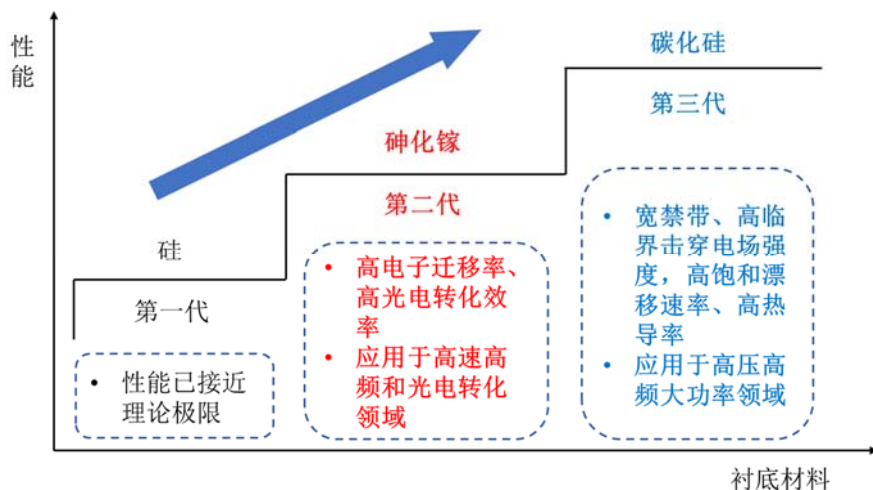 性
能
硅
第一代
• 性能已接近
理论极限
砷化镓
第二代
• 高电子迁移率、
高光电转化效
率
• 应用于高速高
频和光电转化
领域
碳化硅
第三代
• 宽禁带、高临
界击穿电场强
度，高饱和漂
移速率、高热
导率
• 应用于高压高
频大功率领域
衬底材料